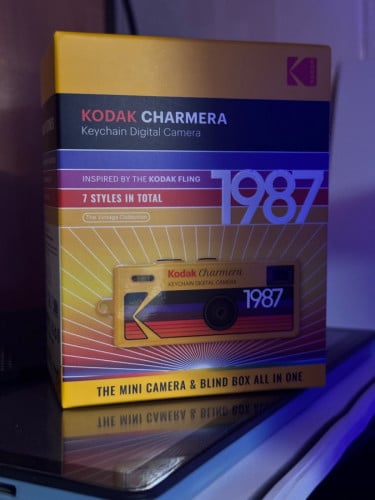 KODAK
KODAK CHARMERA
Keychain Digital Camera
INSPIRED BY THE KODAK FLING
1987
7 STYLES IN TOTAL
The Vintage Collection
Kodak Charmera
KEYCHAIN DIGITAL CAMERA
1987
THE MINI CAMERA & BLIND BOX ALL IN ONE